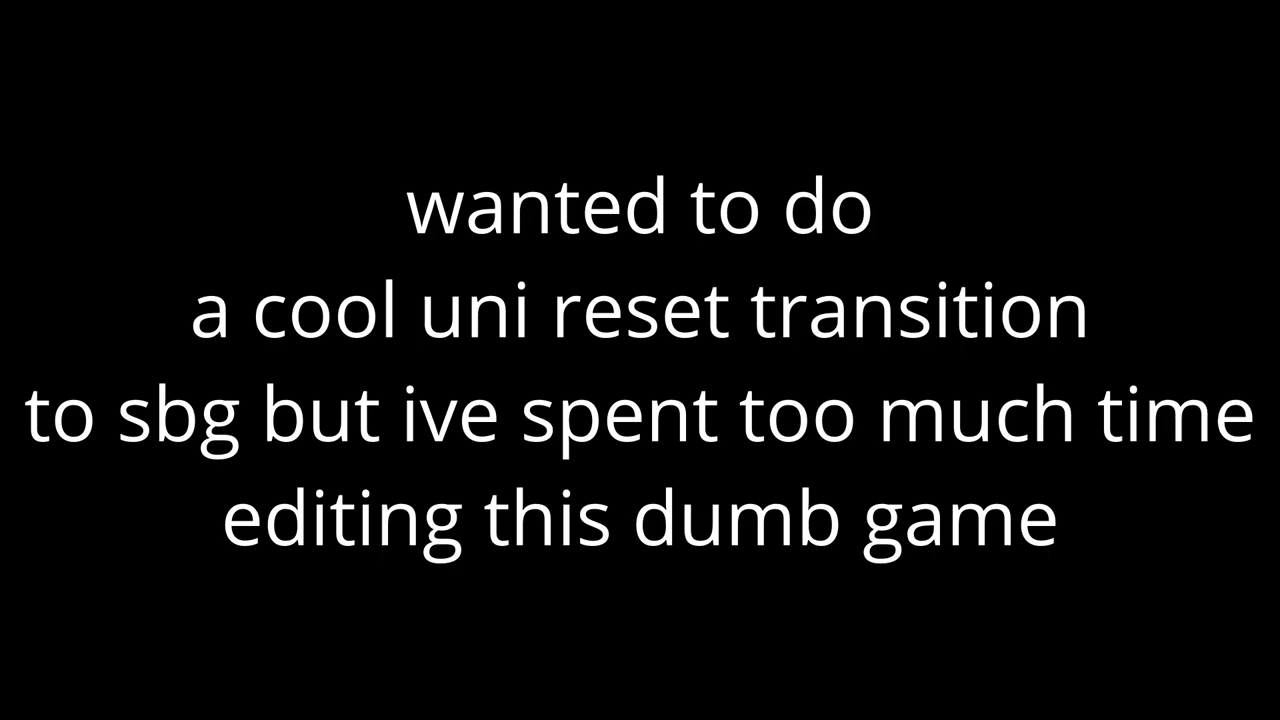 wanted to do
a cool uni reset transition
to sbg but ive spent too much time
editing this dumb game